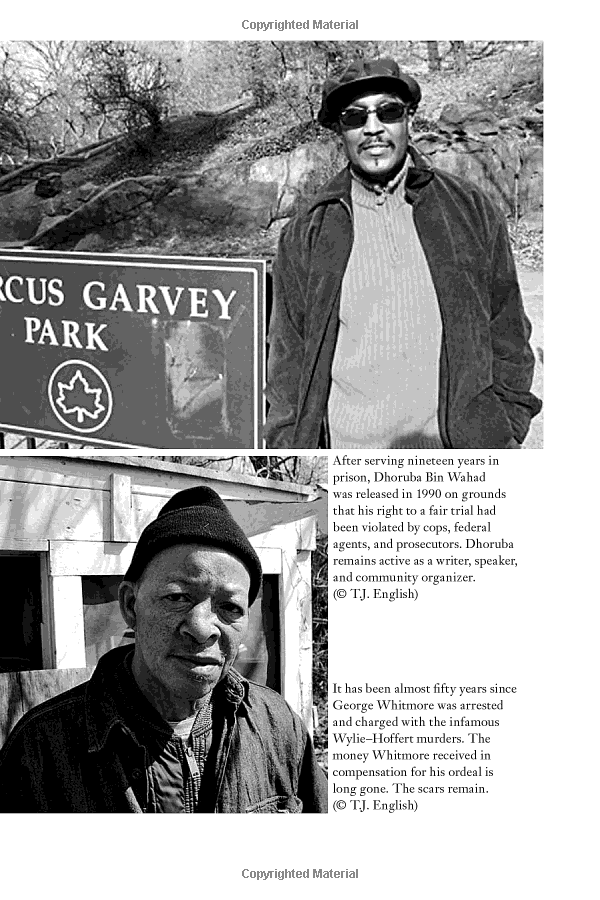 Copyrighted Material
RCUS GARVEY
PARK
After serving nineteen years in
prison, Dhoruba Bin Wahad
was released in 1990 on grounds
that his right to a fair trial had
been violated by cops, federal
agents, and prosecutors. Dhoruba
remains active as a writer, speaker,
and community organizer.
(© T.J. English)
It has been almost fifty years since
George Whitmore was arrested
and charged with the infamous
Wylie–Hoffert murders. The
money Whitmore received in
compensation for his ordeal is
long gone. The scars remain.
(© T.J. English)
Copyrighted Material